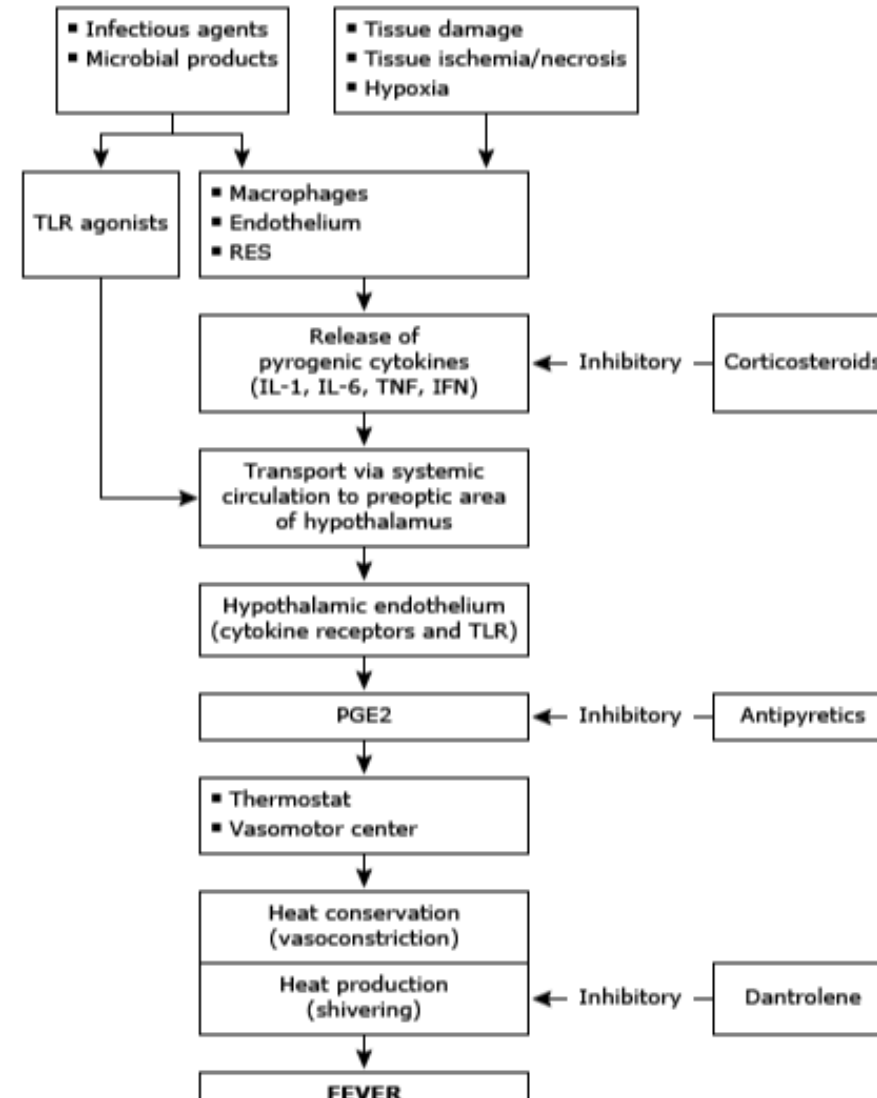 ▪ Infectious agents
▪ Microbial products
▪ Tissue damage
▪ Tissue ischemia/necrosis
▪ Hypoxia
TLR agonists
▪ Macrophages
▪ Endothelium
▪ RES
Release of
pyrogenic cytokines
(IL-1, IL-6, TNF, IFN)
Inhibitory
Corticosteroids
Transport via systemic
circulation to preoptic area
of hypothalamus
Hypothalamic endothelium
(cytokine receptors and TLR)
PGE2
Inhibitory
Antipyretics
▪ Thermostat
▪ Vasomotor center
Heat conservation
(vasoconstriction)
Heat production
(shivering)
Inhibitory
Dantrolene
FEVER